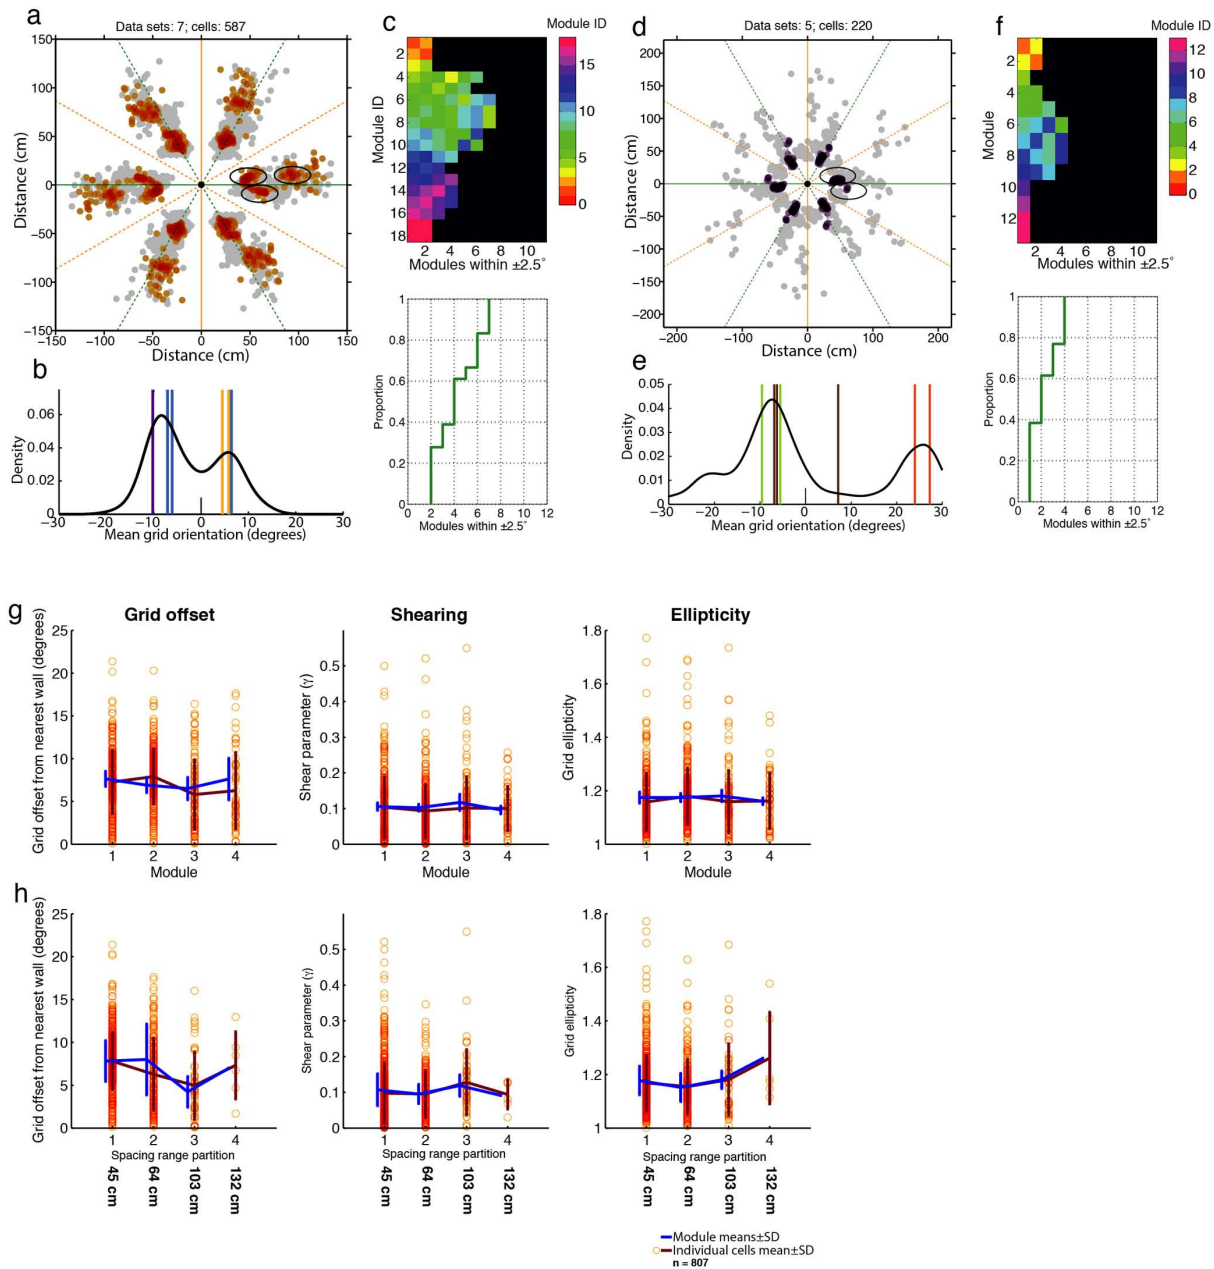 a
Data sets: 7; cells: 587
150
100
50
0
−50
−100
−150
Distance (cm)
−150 −100 −50 0 50 100 150
Distance (cm)
b
0.06
0.04
0.02
0
Density
−30 −20 −10 0 10 20 30
Mean grid orientation (degrees)
c
Module ID
2
4
6
8
10
12
14
16
18
Module ID
2 4 6 8 10
Modules within ±2.5°
15
10
5
0
1
0.8
0.6
0.4
0.2
0
Proportion
0 2 4 6 8 10 12
Modules within ±2.5°
d
Data sets: 5; cells: 220
200
150
100
50
0
−50
−100
−150
−200
Distance (cm)
−200 −100 0 100 200
Distance (cm)
e
0.05
0.04
0.03
0.02
0.01
0
Density
−30 −20 −10 0 10 20 30
Mean grid orientation (degrees)
f
Module ID
2
4
6
8
10
12
Module
2 4 6 8 10
Modules within ±2.5°
12
10
8
6
4
2
0
1
0.8
0.6
0.4
0.2
0
Proportion
0 2 4 6 8 10 12
Modules within ±2.5°
g
Grid offset
25
20
15
10
5
0
Grid offset from nearest wall (degrees)
1 2 3 4
Module
Shearing
0.5
0.4
0.3
0.2
0.1
0
Shear parameter (γ)
1 2 3 4
Module
Ellipticity
1.8
1.6
1.4
1.2
1
Grid ellipticity
1 2 3 4
Module
h
25
20
15
10
5
0
Grid offset from nearest wall (degrees)
1 2 3 4
Spacing range partition
45 cm
64 cm
103 cm
132 cm
0.5
0.4
0.3
0.2
0.1
0
Shear parameter (γ)
1 2 3 4
Spacing range partition
45 cm
64 cm
103 cm
132 cm
1.8
1.6
1.4
1.2
1
Grid ellipticity
1 2 3 4
Spacing range partition
45 cm
64 cm
103 cm
132 cm
Module means±SD
Individual cells mean±SD
n = 807